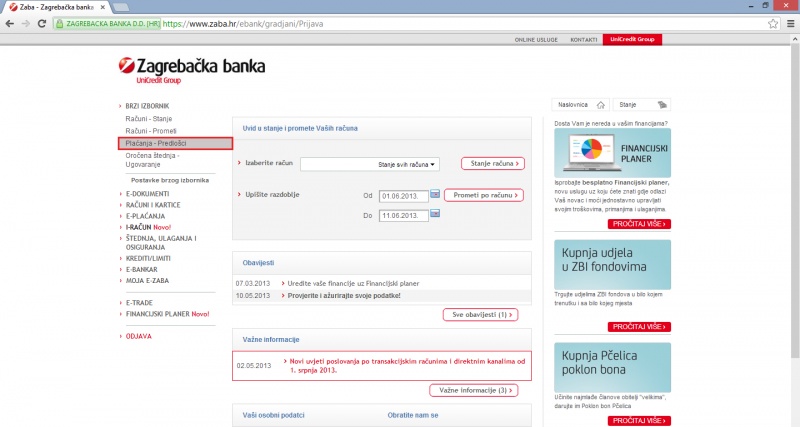 Zaba - Zagrebačka banka
ZAGREBACKA BANKA D.D. [HR] https://www.zaba.hr/ebank/gradjani/Prijava
ONLINE USLUGE KONTAKTI UniCredit Group
Zagrebačka banka
UniCredit Group
BRZI IZBORNIK
Računi - Stanje
Računi - Prometi
Plaćanja - Predlošci
Oročena štednja -
Ugovaranje
Postavke brzog izbornika
E-DOKUMENTI
RAČUNI I KARTICE
E-PLAĆANJA
I-RAČUN Novo!
ŠTEDNJA, ULAGANJA I
OSIGURANJA
KREDITI/LIMITI
E-BANKAR
MOJA E-ZABA
E-TRADE
FINANCIJSKI PLANER Novo!
ODJAVA
Uvid u stanje i promete Vaših računa
Izaberite račun Stanje svih računa Stanje računa
Upišite razdoblje Od 01.06.2013. Prometi po računu
Do 11.06.2013.
Obavijesti
07.03.2013 Uredite vaše financije uz Financijski planer
10.05.2013 Provjerite i ažurirajte svoje podatke!
Sve obavijesti (1)
Važne informacije
02.05.2013 Novi uvjeti poslovanja po transakcijskim računima i direktnim kanalima od
1. srpnja 2013.
Važne informacije (3)
Vaši osobni podatci Obratite nam se
Naslovnica Stanje
Dosta Vam je nereda u vašim financijama?
FINANCIJSKI
PLANER
Isprobajte besplatno Financijski planer,
novu uslugu uz koju ćete znati gdje odlazi
Vaš novac i moći jednostavno upravljati
svojim troškovima, primanjima i ulaganjima.
PROČITAJ VIŠE
Kupnja udjela
u ZBI fondovima
Trgujte udjelima ZBI fondova u bilo kojem
trenutku i sa bilo kojeg mjesta
PROČITAJ VIŠE
Kupnja Pčelica
poklon bona
Učinite najmlađe članove obitelji "velikima",
darujte im Poklon bon Pčelica
PROČITAJ VIŠE